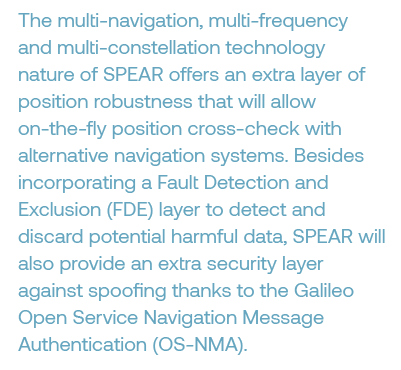 The multi-navigation, multi-frequency
and multi-constellation technology
nature of SPEAR offers an extra layer of
position robustness that will allow
on-the-fly position cross-check with
alternative navigation systems. Besides
incorporating a Fault Detection and
Exclusion (FDE) layer to detect and
discard potential harmful data, SPEAR will
also provide an extra security layer
against spoofing thanks to the Galileo
Open Service Navigation Message
Authentication (OS-NMA).